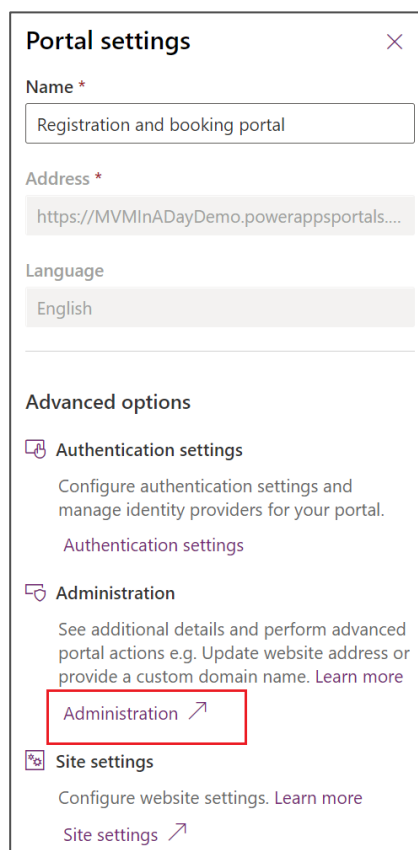 Portal settings
Name *
Registration and booking portal
Address *
https://MVMInADayDemo.powerappsportals....
Language
English
Advanced options
Authentication settings
Configure authentication settings and
manage identity providers for your portal.
Authentication settings
Administration
See additional details and perform advanced
portal actions e.g. Update website address or
provide a custom domain name. Learn more
Administration
Site settings
Configure website settings. Learn more
Site settings